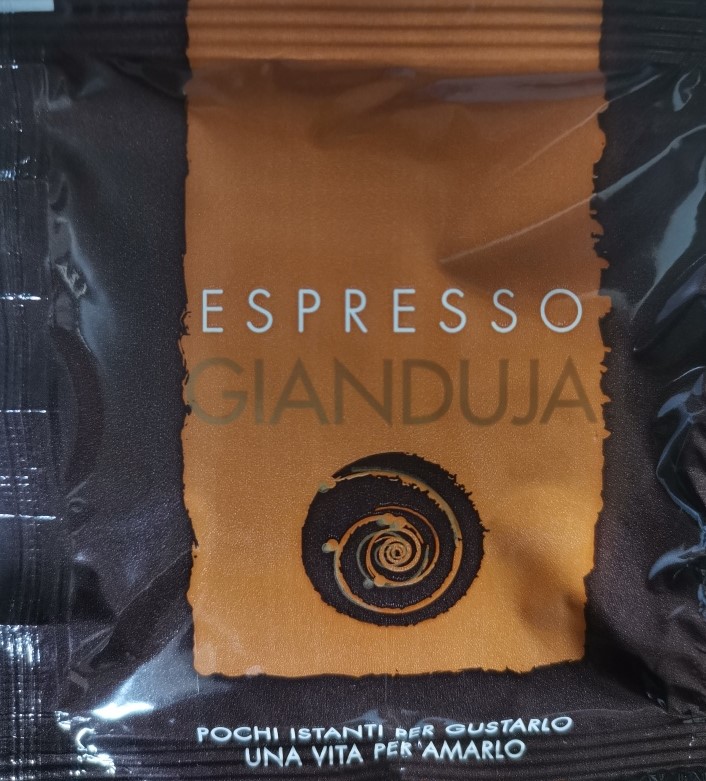 ESPRESSO
GIANDUJA
POCHI ISTANTI PER GUSTARLO
UNA VITA PER AMARLO